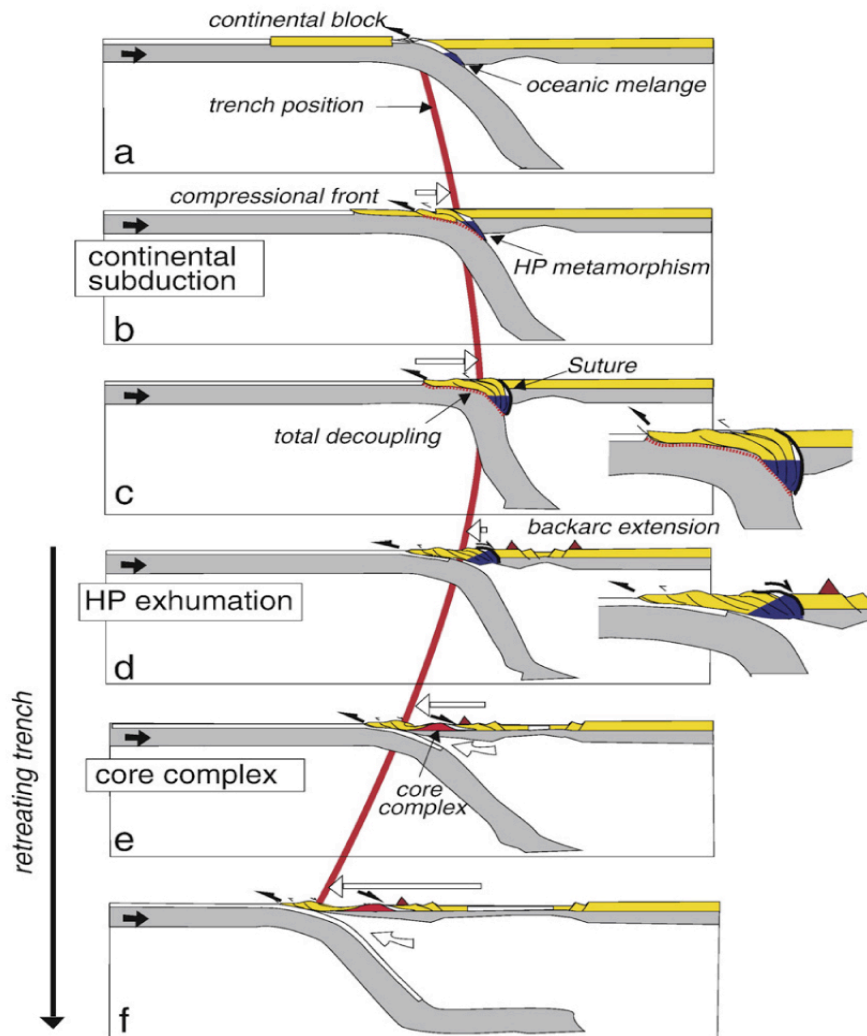 continental block
oceanic melange
trench position
a
compressional front
HP metamorphism
continental
subduction
b
Suture
total decoupling
c
backarc extension
HP exhumation
d
retreating trench
core complex
core
complex
e
f